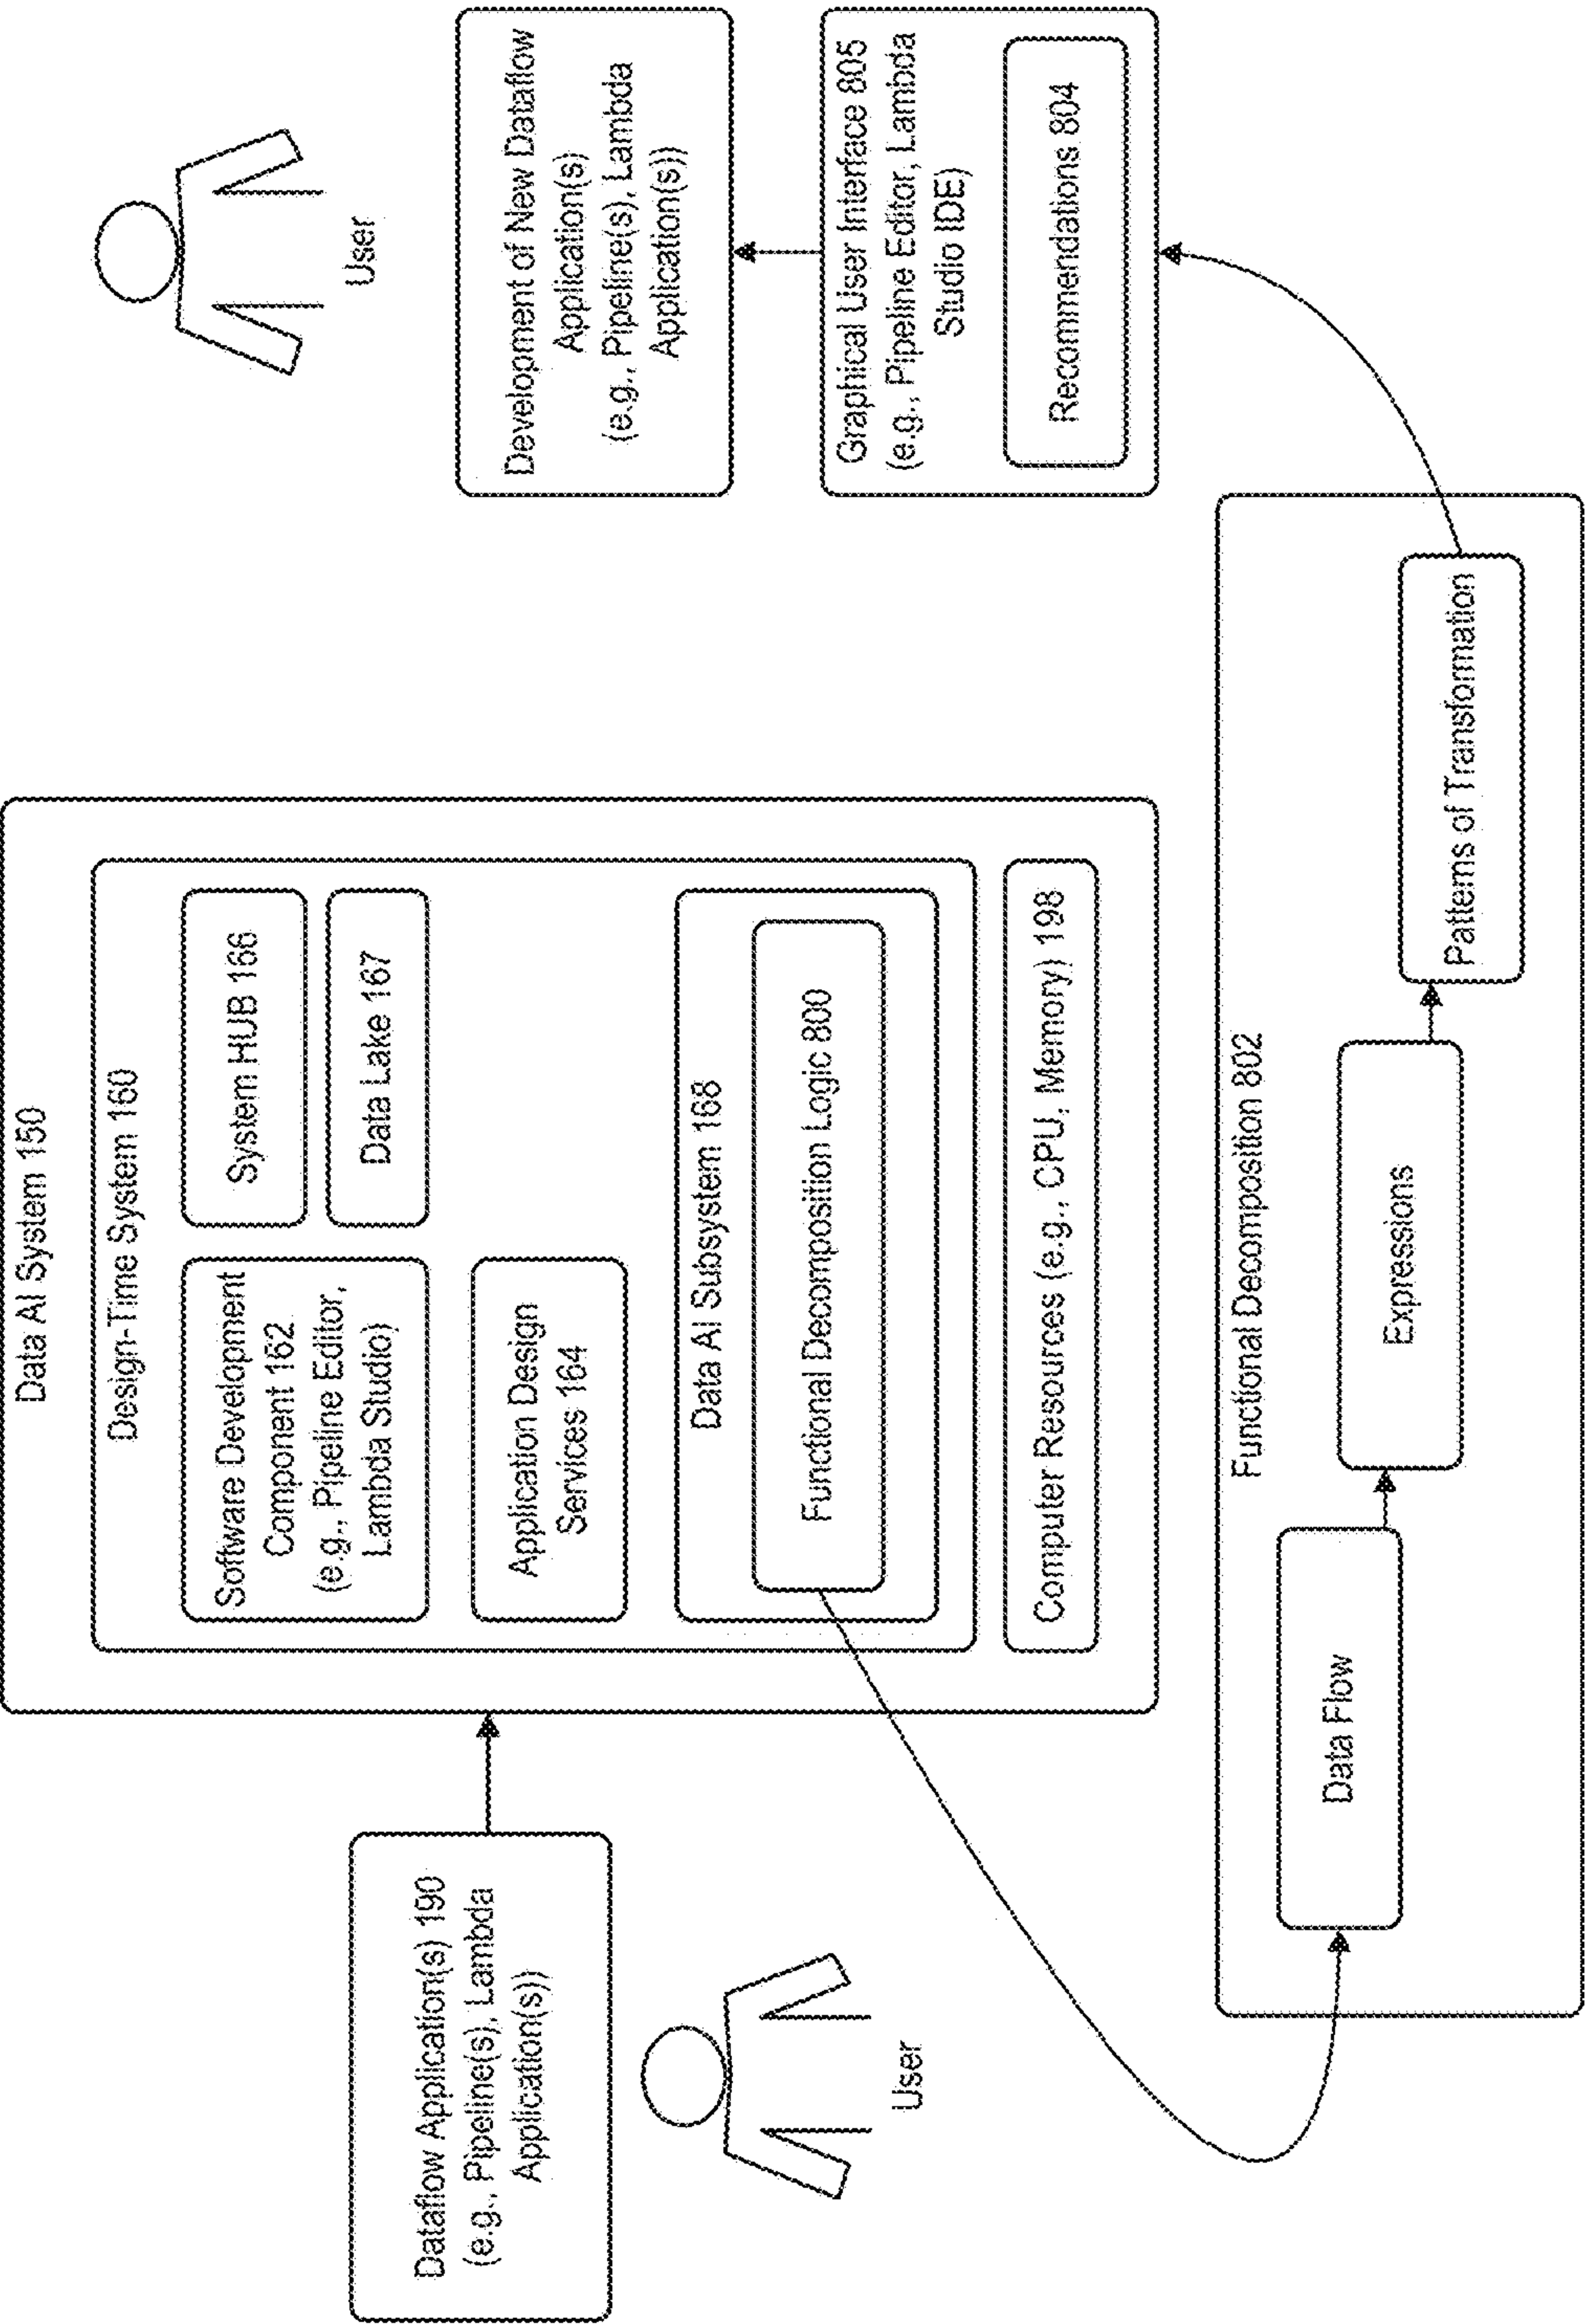 Dataflow Application(s) 190
(e.g., Pipeline(s), Lambda
Application(s))
User
Data AI System 150
Design-Time System 160
Software Development
Component 162
(e.g., Pipeline Editor,
Lambda Studio)
System HUB 166
Data Lake 167
Application Design
Services 164
Data AI Subsystem 168
Functional Decomposition Logic 800
Computer Resources (e.g., CPU, Memory) 198
Functional Decomposition 802
Data Flow
Expressions
Patterns of Transformation
User
Development of New Dataflow
Application(s)
(e.g., Pipeline(s), Lambda
Application(s))
Graphical User Interface 805
(e.g., Pipeline Editor, Lambda
Studio IDE)
Recommendations 804